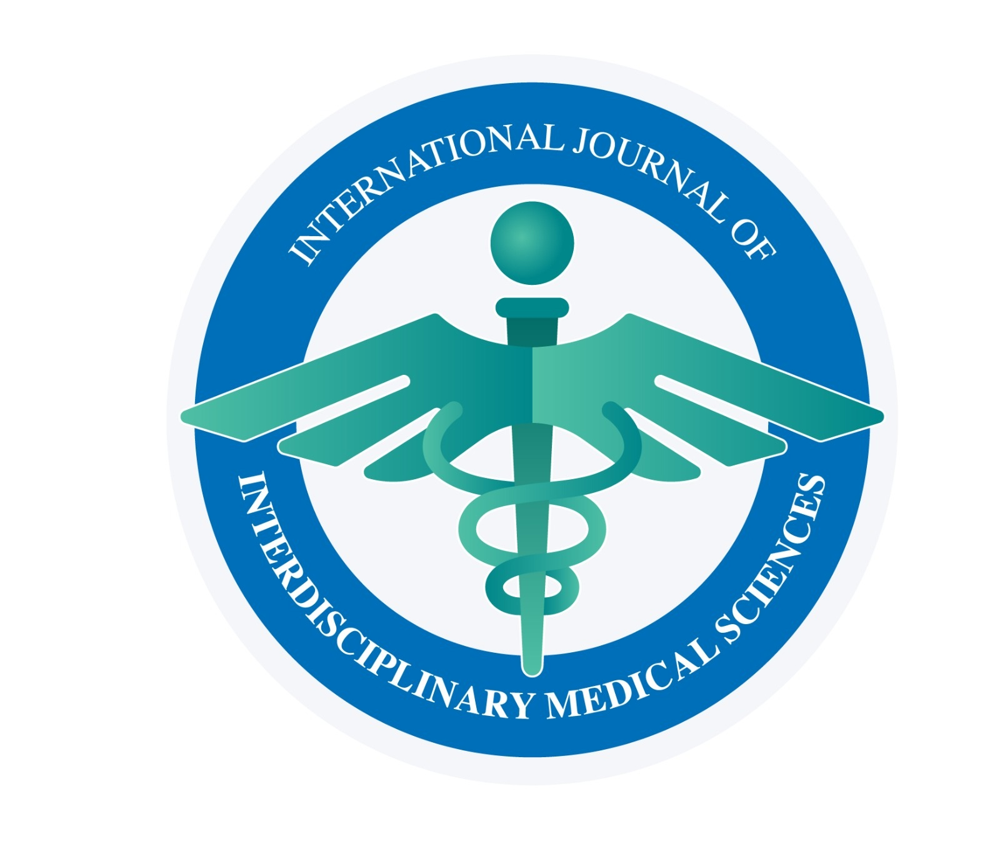 INTERNATIONAL JOURNAL OF
INTERDISCIPLINARY MEDICAL SCIENCES